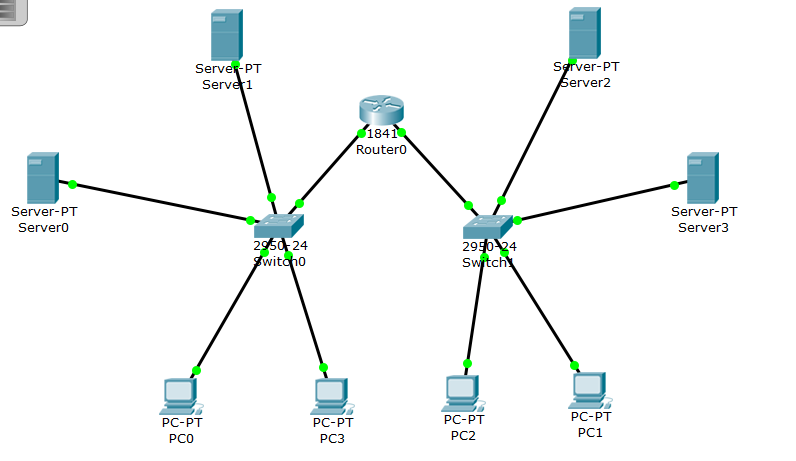 Server-PT
Server1
Server-PT
Server2
1841
Router0
Server-PT
Server0
Server-PT
Server3
2950-24
Switch0
2950-24
Switch1
PC-PT
PC0
PC-PT
PC3
PC-PT
PC2
PC-PT
PC1